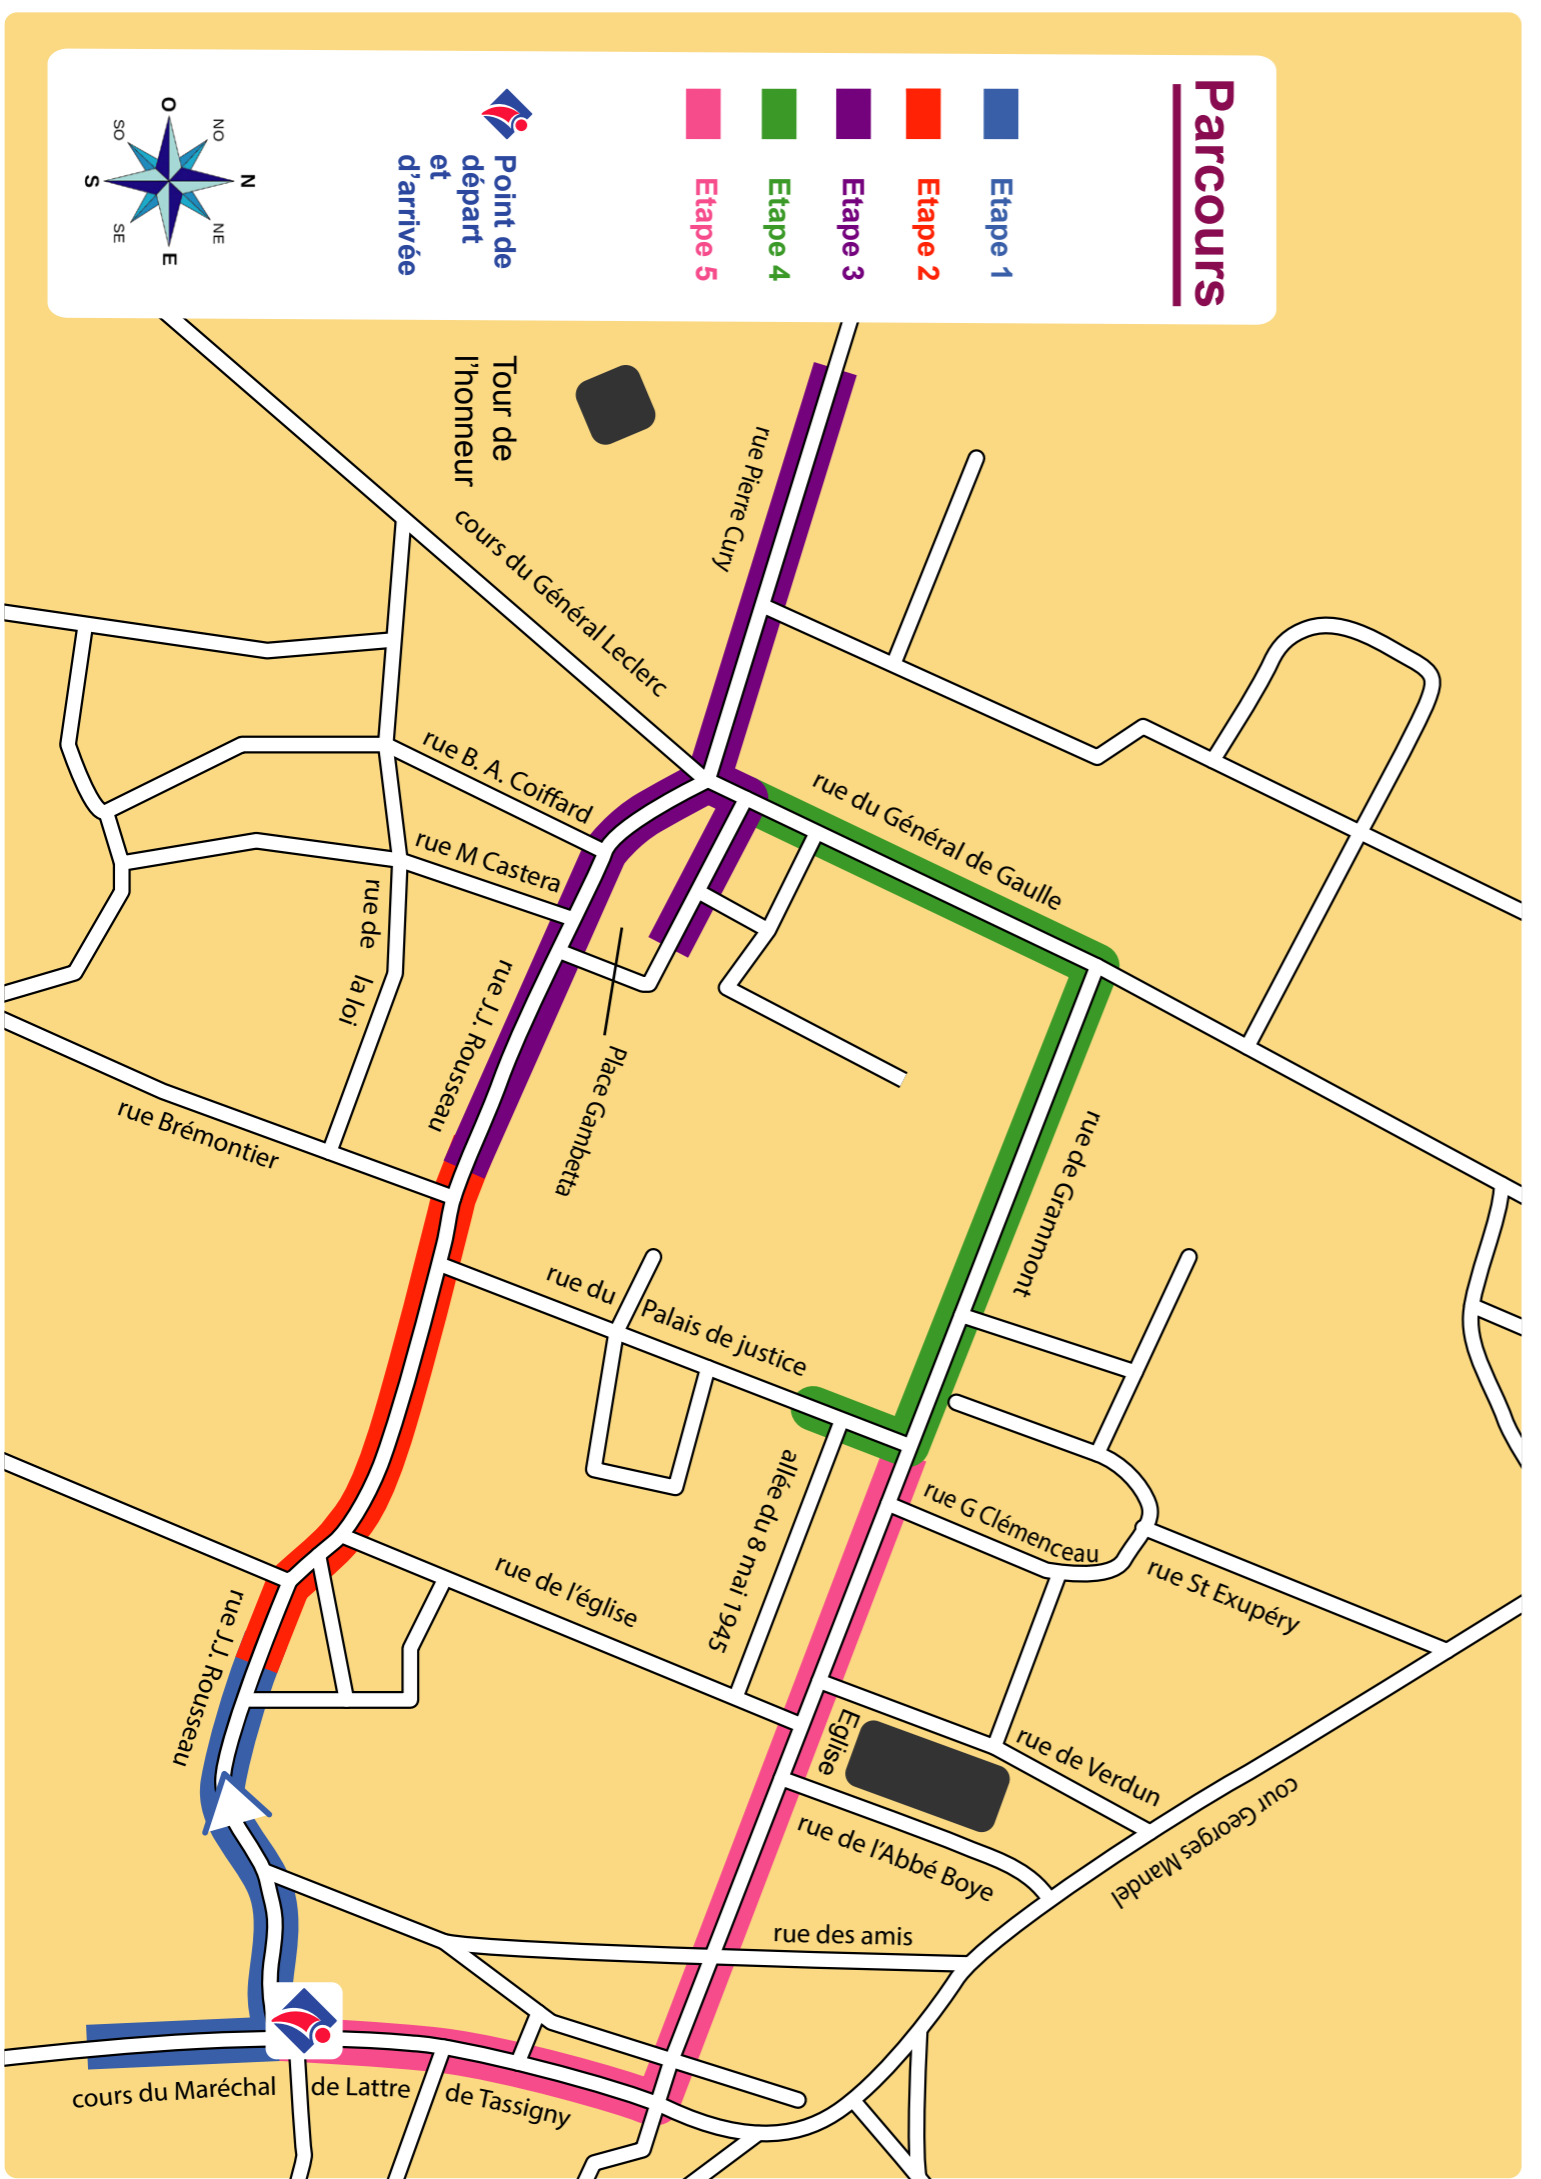 Parcours
Etape 1
Etape 2
Etape 3
Etape 4
Etape 5
Point de
départ
et
d'arrivée
N
NE
E
SE
S
SO
O
NO
Tour de
l'honneur
rue Pierre Cury
cours du Général Leclerc
rue du Général de Gaulle
rue B. A. Coiffard
rue M Castera
rue de
la loi
rue J.J. Rousseau
Place Gambetta
rue Brémontier
rue de Grammont
rue du
Palais de justice
allée du 8 mai 1945
rue G Clémenceau
rue St Exupéry
rue de l'église
rue J.J. Rousseau
Eglise
rue de Verdun
cour Georges Mandel
rue de l'Abbé Boye
rue des amis
cours du Maréchal
de Lattre
de Tassigny